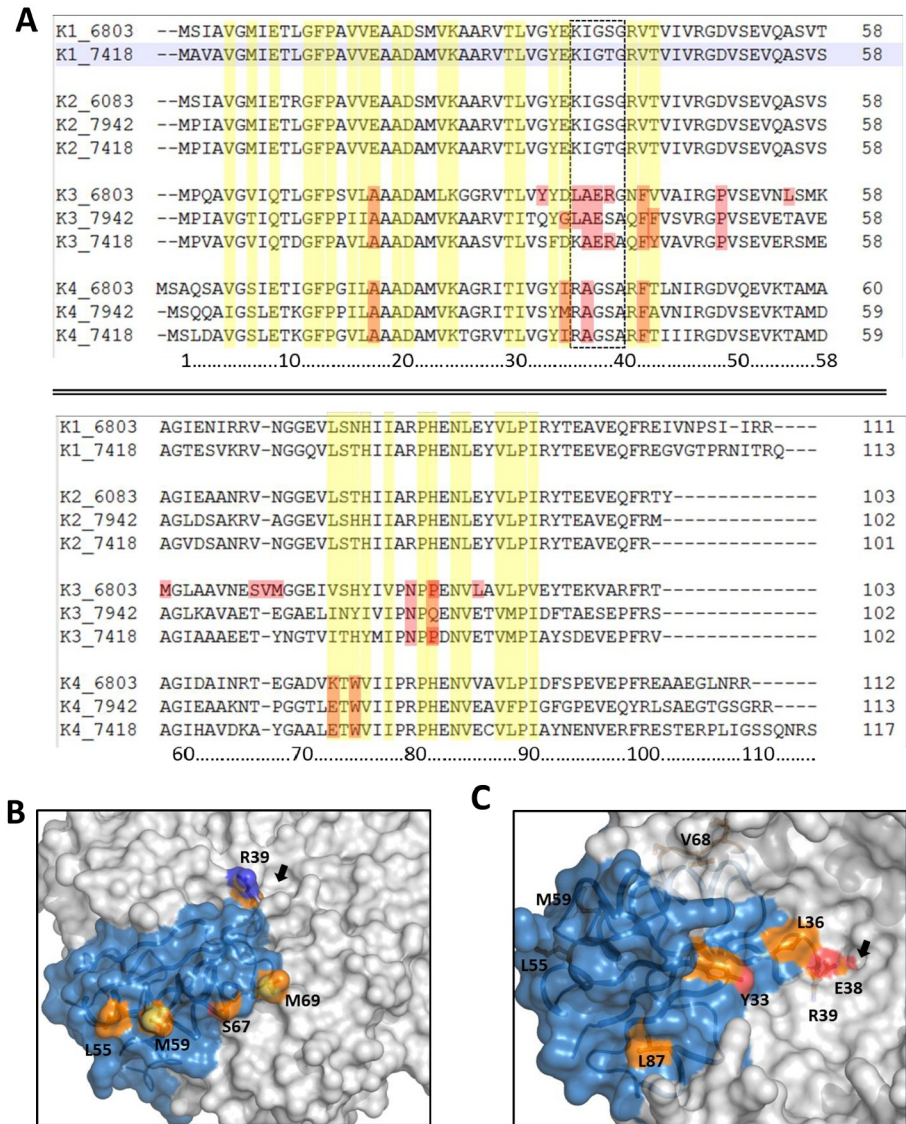 A
K1_6803 --MSIAVGMIETLGFPAVVEAADSMVKAARVTLVGYEKIGSGRVTVIVRGDVSEVQASVT 58
K1_7418 --MAVAVGMIETLGFPAVVEAADAMVKAARVTLVGYEKIGTGRVTVIVRGDVSEVQASVT 58
K2_6083 --MSIAVGMIETRGFPAVVEAADSMVKAARVTLVGYEKIGSGRVTVIVRGDVSEVQASVS 58
K2_7942 --MPIAVGMIETLGFPAVVEAADAMVKAARVTLVGYEKIGSGRVTVIVRGDVSEVQASVS 58
K2_7418 --MPIAVGMIETLGFPAVVEAADAMVKAARVTLVGYEKIGTGRVTVIVRGDVSEVQASVS 58
K3_6803 --MPQAVGVIQTLGFPSVLAAADAMLKGGRVTLVYYDLAERGNFVVAIRGPVSEVNLSMK 58
K3_7942 --MPIAVGTIQTLGFPPIIAAADAMVKAARVTITQYGLAESAQFFVSVRGPVSEVETAVE 58
K3_7418 --MPVAVGVIQTDGFPAVLAAADAMVKAASVTLVSFDKAERAQFYVAVRGPVSEVERSME 58
K4_6803 MSAQSAVGSIETIGFPGILAAADAMVKAGRITIVGYIRAGSARFTLNIRGDVQEVKTAMA 60
K4_7942 -MSQQAIGSLETKGFPPILAAADAMVKAGRITIVSYMRAGSARFAVNIRGDVSEVKTAMD 59
K4_7418 -MSLDAVGSLETKGFPGVLAAADAMVKTGRVTIVGYIRAGSARFTIIIRGDVSEVKTAMD 59
1.......10........20........30........40........50.......58
K1_6803 AGIENIRRV-NGGEVLSNHIIARPHENLEYVLPIRYTEAVEQFREIVNPSI-IRR---- 111
K1_7418 AGTESVKRV-NGGQVLSTHIIARPHENLEYVLPIRYTEEVEQFREGVGTPRNITRQ--- 113
K2_6083 AGIEAANRV-NGGEVLSTHIIARPHENLEYVLPIRYTEEVEQFRTY------------- 103
K2_7942 AGLDSAKRV-AGGEVLSHHIIARPHENLEYVLPIRYTEAVEQFRM-------------- 102
K2_7418 AGVDSANRV-NGGEVLSTHIIARPHENLEYVLPIRYTEEVEQFR--------------- 101
K3_6803 MGLAAVNESVMGGEIVSHYIVPNPPENVLAVLPVEYTEKVARFRT-------------- 103
K3_7942 AGLKAVAET-EGAELINYIVIPNPQENVETVMPIDFTAESEPFRS-------------- 102
K3_7418 AGIAAAEET-YNGTVITHYMIPNPPDNVETVMPIAYSDEVEPFRV-------------- 102
K4_6803 AGIDAINRT-EGADVKTWVIIPRPHENVVAVLPIDFSPEVEPFREAAEGLNRR------ 112
K4_7942 AGIEAAKNT-PGGTLETWVIIPRPHENVEAVFPIGFGPEVEQYRLSAEGTGSGRR---- 113
K4_7418 AGIHAVDKA-YGAALETWVIIPRPHENVECVLPIAYNENVERFRESTERPLIGSSQNRS 117
60........70........80........90........100........110......
B
R39
M69
S67
M59
L55
C
V68
M59
L36
L55
E38
Y33
R39
L87